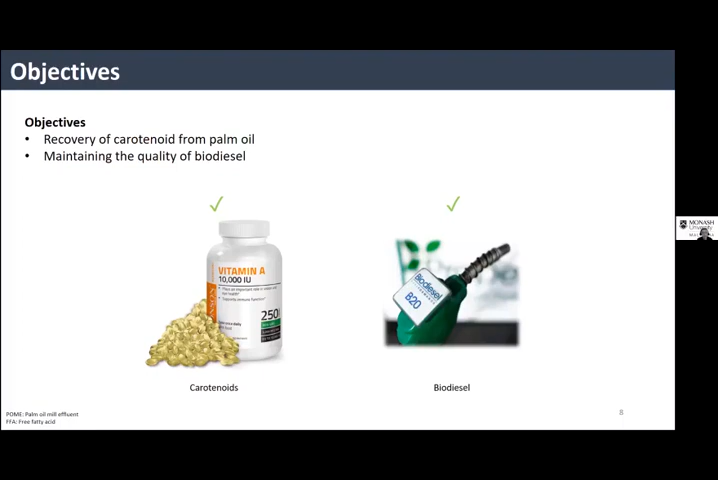 Objectives
Objectives
• Recovery of carotenoid from palm oil
• Maintaining the quality of biodiesel
✓
✓
VITAMIN A
10,000 IU
250
Biodiesel
B20
MONASH
University
Carotenoids
Biodiesel
POME: Palm oil mill effluent
FFA: Free fatty acid
8